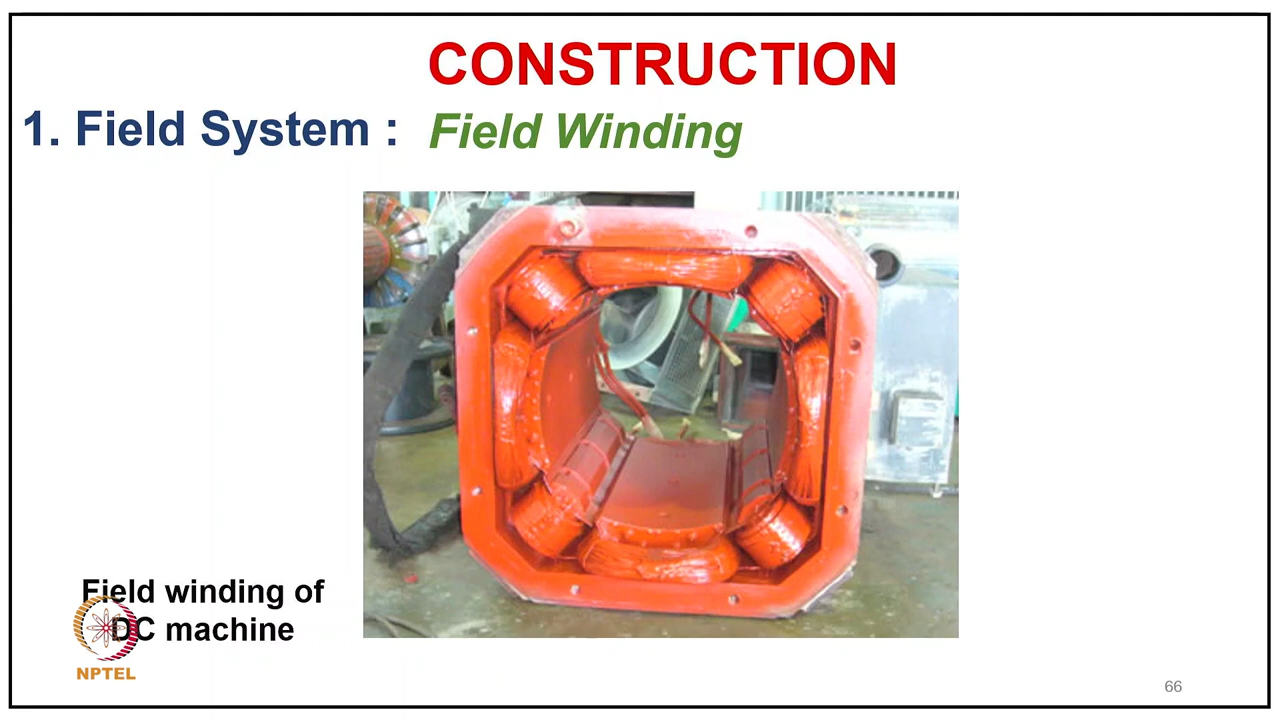 CONSTRUCTION
1. Field System : Field Winding
Field winding of
DC machine
NPTEL
66